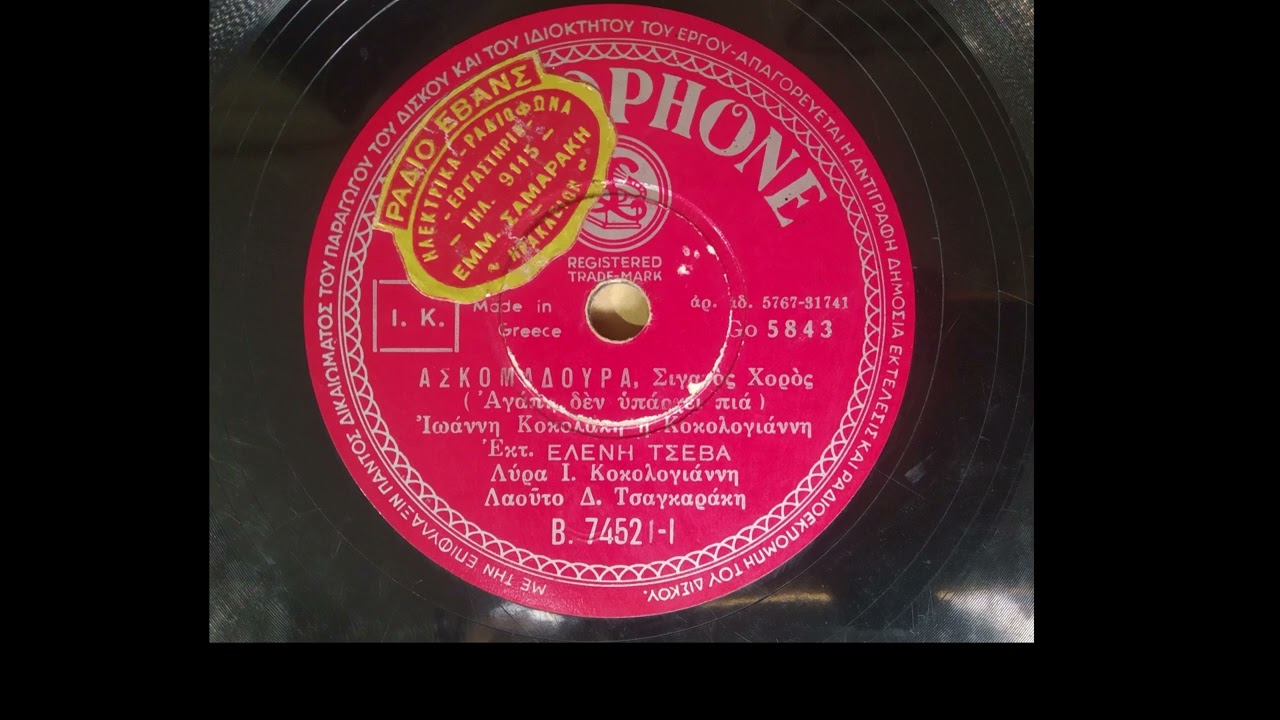 ΜΕ ΤΗΝ ΕΠΙΦΥΛΑΞΙΝ ΠΑΝΤΟΣ ΔΙΚΑΙΩΜΑΤΟΣ ΤΟΥ ΠΑΡΑΓΩΓΟΥ ΤΟΥ ΔΙΣΚΟΥ ΚΑΙ ΤΟΥ ΙΔΙΟΚΤΗΤΟΥ ΤΟΥ ΕΡΓΟΥ-ΑΠΑΓΟΡΕΥΕΤΑΙ Η ΑΝΤΙΓΡΑΦΗ ΔΗΜΟΣΙΑ ΕΚΤΕΛΕΣΙΣ ΚΑΙ ΡΑΔΙΟΕΚΠΟΜΠΗ ΤΟΥ ΔΙΣΚΟΥ.
OPHONE
ΡΑΔΙΟ ΕΒΑΝΣ
ΗΛΕΚΤΡΙΚΑ-ΡΑΔΙΟΦΩΝΑ
-ΕΡΓΑΣΤΗΡΙΟ-
- ΤΗΛ. 9115 -
ΕΜΜ. ΣΑΜΑΡΑΚΗ
~ ΗΡΑΚΛΕΙΟΝ ~
REGISTERED
TRADE-MARK
Ι. Κ.
Made in
Greece
ἀρ. ἀδ. 5767-31741
Go 5843
ΑΣΚΟΜΑΔΟΥΡΑ, Σιγανὸς Χορὸς
(Ἀγάπη δὲν ὑπάρχει πιά)
Ἰωάννη Κοκολάκη ἤ Κοκολογιάννη
Ἐκτ. ΕΛΕΝΗ ΤΣΕΒΑ
Λύρα Ι. Κοκολογιάννη
Λαοῦτο Δ. Τσαγκαράκη
B. 74521-I